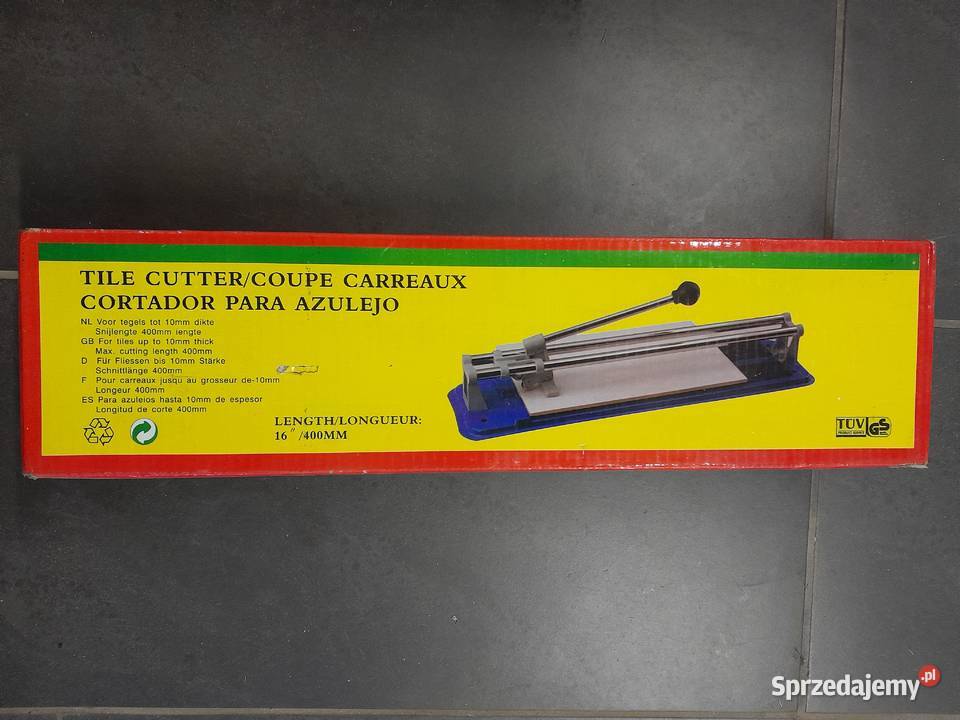 TILE CUTTER/COUPE CARREAUX
CORTADOR PARA AZULEJO
NL Voor tegels tot 10mm dikte
Snijlengte 400mm lengte
GB For tiles up to 10mm thick
Max. cutting length 400mm
D Für Fliessen bis 10mm Stärke
Schnittlänge 400mm
F Pour carreaux jusqu au grosseur de-10mm
Longeur 400mm
ES Para azuleios hasta 10mm de espesor
Longitud de corte 400mm
LENGTH/LONGUEUR:
16"/400MM
TÜV
PRODUCT SERVICE
GS
Sprzedajemy.pl